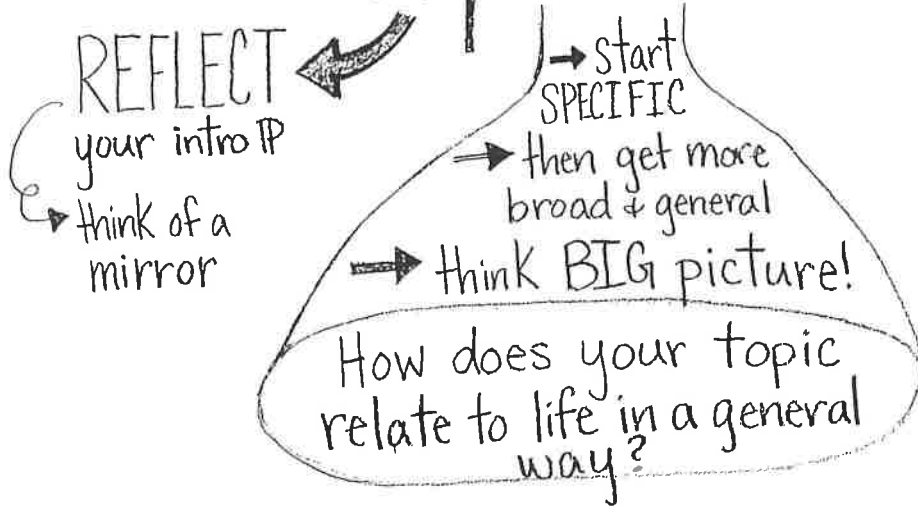 REFLECT
your intro ¶
think of a
mirror
start
SPECIFIC
then get more
broad & general
think BIG picture!
How does your topic
relate to life in a general
way?